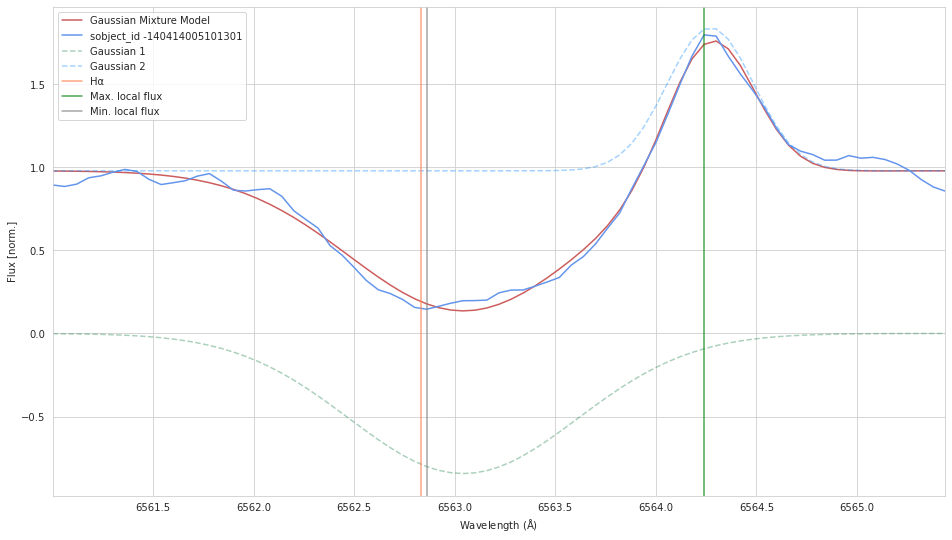 Gaussian Mixture Model
sobject_id -140414005101301
Gaussian 1
Gaussian 2
Hα
Max. local flux
Min. local flux
Flux [norm.]
1.5
1.0
0.5
0.0
−0.5
6561.5 6562.0 6562.5 6563.0 6563.5 6564.0 6564.5 6565.0
Wavelength (Å)